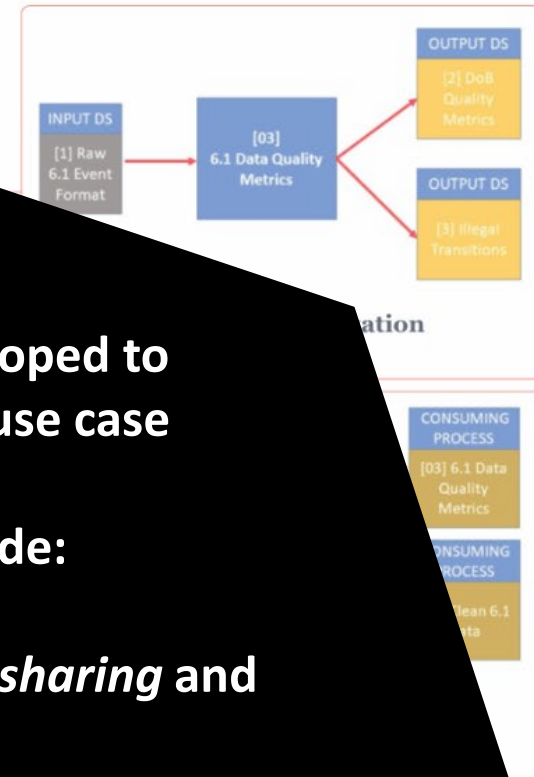 OUTPUT DS
[2] DoB
Quality
Metrics
INPUT DS
[1] Raw
6.1 Event
Format
[03]
6.1 Data Quality
Metrics
OUTPUT DS
[3] Illegal
Transitions
ation
oped to
use case
de:
sharing and
CONSUMING
PROCESS
[03] 6.1 Data
Quality
Metrics
ONSUMING
ROCESS
lean 6.1
ata